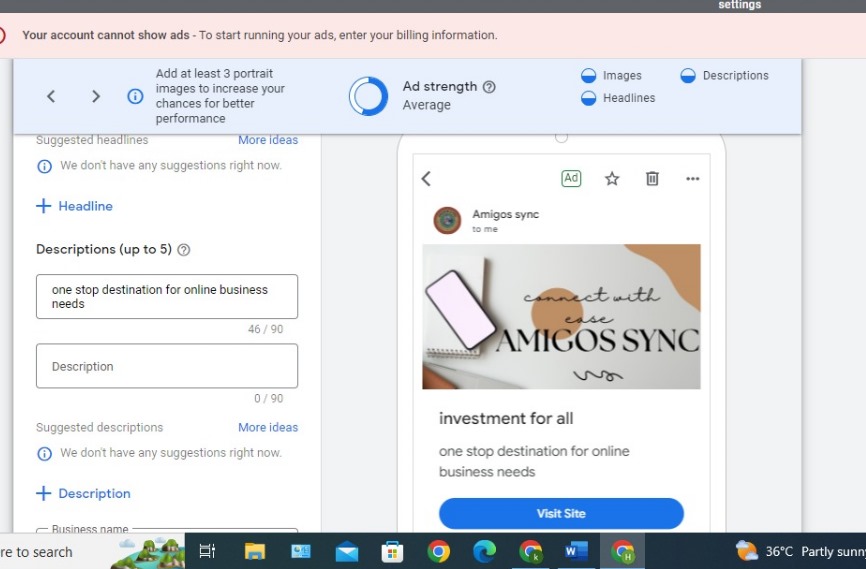 settings
Your account cannot show ads - To start running your ads, enter your billing information.
Add at least 3 portrait
images to increase your
chances for better
performance
Ad strength
Average
Images
Descriptions
Headlines
Suggested headlines
More ideas
We don't have any suggestions right now.
+ Headline
Descriptions (up to 5)
one stop destination for online business
needs
46 / 90
Description
0 / 90
Suggested descriptions
More ideas
We don't have any suggestions right now.
+ Description
Business name
Ad
Amigos sync
to me
connect with
ease
AMIGOS SYNC
investment for all
one stop destination for online
business needs
Visit Site
re to search
36°C Partly sunny